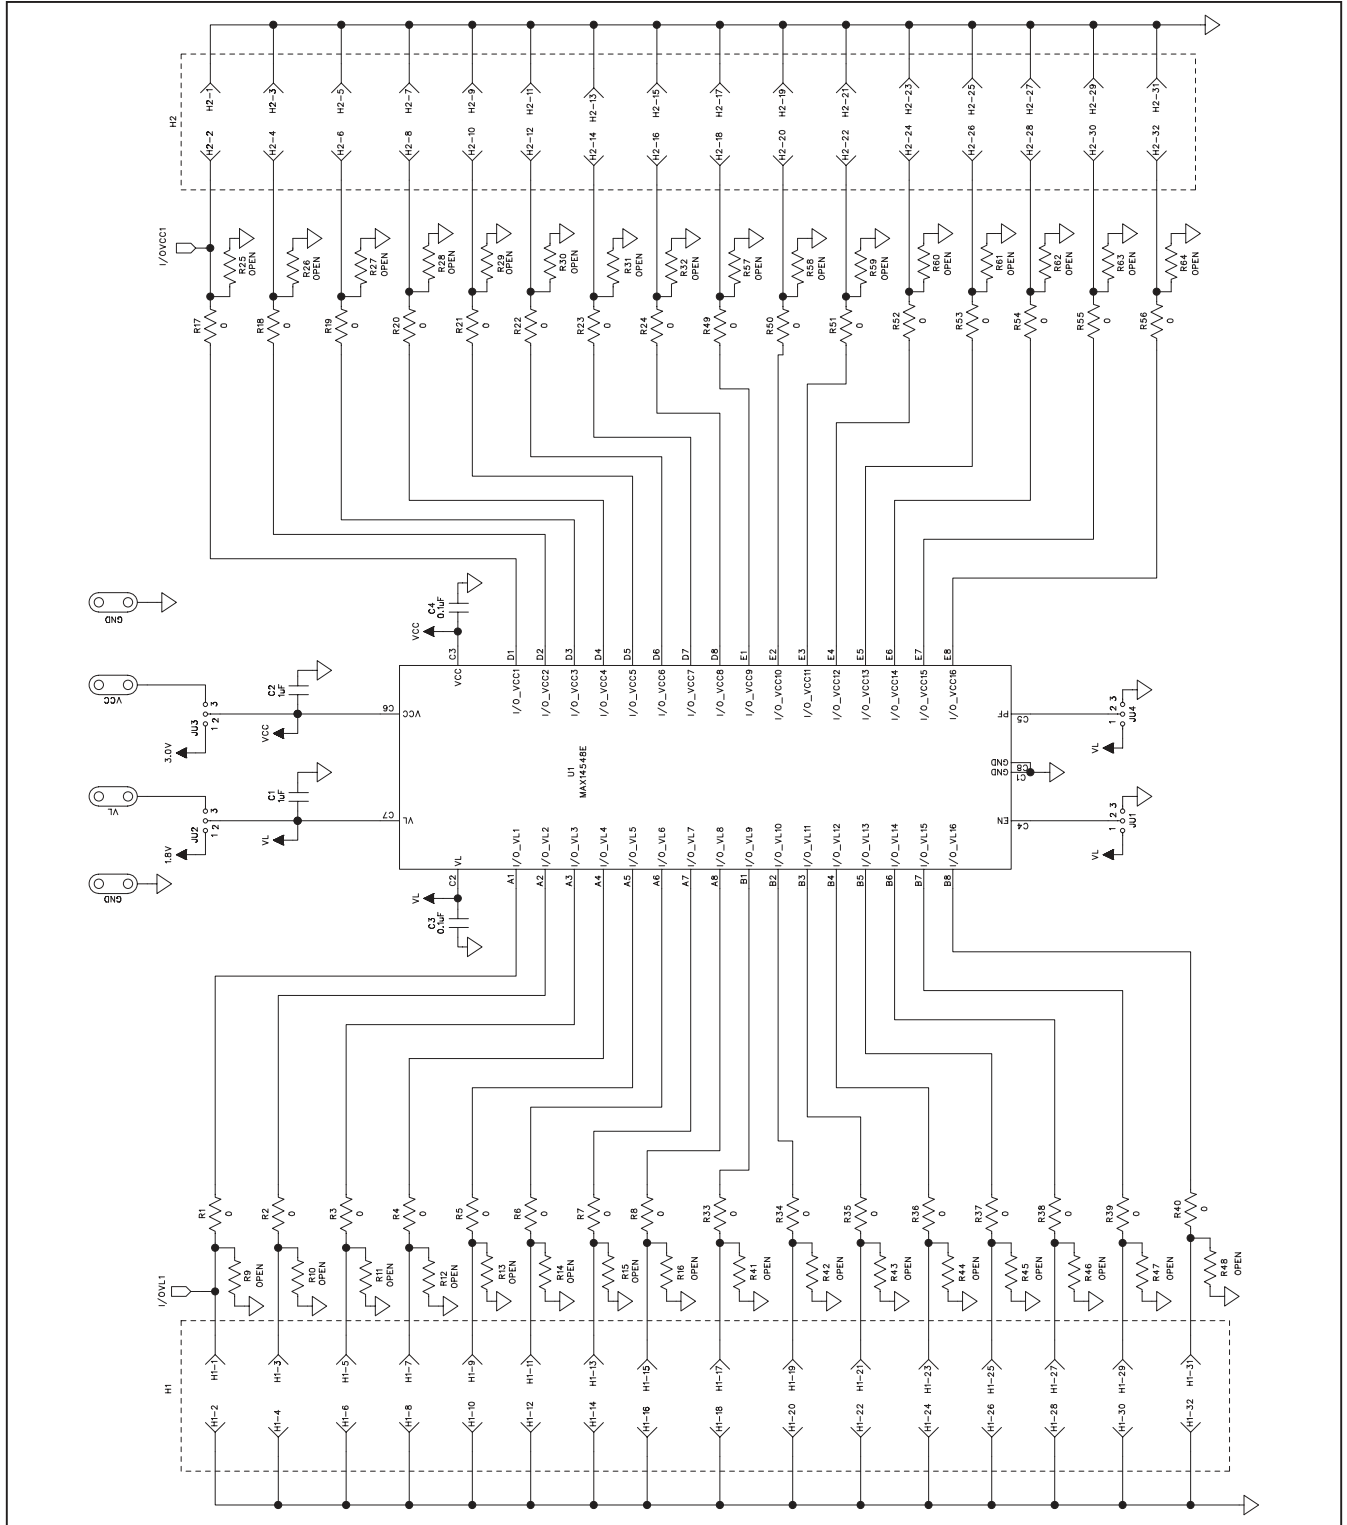 H2
H2-1 H2-3 H2-5 H2-7 H2-9 H2-11 H2-13 H2-15 H2-17 H2-19 H2-21 H2-23 H2-25 H2-27 H2-29 H2-31
H2-2 H2-4 H2-6 H2-8 H2-10 H2-12 H2-14 H2-16 H2-18 H2-20 H2-22 H2-24 H2-26 H2-28 H2-30 H2-32
I/OVCC1
R25 R26 R27 R28 R29 R30 R31 R32 R57 R58 R59 R60 R61 R62 R63 R64
OPEN OPEN OPEN OPEN OPEN OPEN OPEN OPEN OPEN OPEN OPEN OPEN OPEN OPEN OPEN OPEN
R17 R18 R19 R20 R21 R22 R23 R24 R49 R50 R51 R52 R53 R54 R55 R56
0 0 0 0 0 0 0 0 0 0 0 0 0 0 0 0
GND
C4
0.1uF
VCC
C3 D1 D2 D3 D4 D5 D6 D7 D8 E1 E2 E3 E4 E5 E6 E7 E8
VCC I/O_VCC1 I/O_VCC2 I/O_VCC3 I/O_VCC4 I/O_VCC5 I/O_VCC6 I/O_VCC7 I/O_VCC8 I/O_VCC9 I/O_VCC10 I/O_VCC11 I/O_VCC12 I/O_VCC13 I/O_VCC14 I/O_VCC15 I/O_VCC16
VCC
3.0V
JU3
1 2 3
VCC
C2
1uF
C6
VCC
PF
C5
VL
1 2 3
JU4
U1
MAX14548E
GND
GND
C8
C1
VL
1.8V
JU2
1 2 3
VL
C1
1uF
C7
VL
EN
C4
VL
1 2 3
JU1
GND
VL I/O_VL1 I/O_VL2 I/O_VL3 I/O_VL4 I/O_VL5 I/O_VL6 I/O_VL7 I/O_VL8 I/O_VL9 I/O_VL10 I/O_VL11 I/O_VL12 I/O_VL13 I/O_VL14 I/O_VL15 I/O_VL16
C2 A1 A2 A3 A4 A5 A6 A7 A8 B1 B2 B3 B4 B5 B6 B7 B8
VL
C3
0.1uF
R1 R2 R3 R4 R5 R6 R7 R8 R33 R34 R35 R36 R37 R38 R39 R40
0 0 0 0 0 0 0 0 0 0 0 0 0 0 0 0
I/OVL1
R9 R10 R11 R12 R13 R14 R15 R16 R41 R42 R43 R44 R45 R46 R47 R48
OPEN OPEN OPEN OPEN OPEN OPEN OPEN OPEN OPEN OPEN OPEN OPEN OPEN OPEN OPEN OPEN
H1
H1-1 H1-3 H1-5 H1-7 H1-9 H1-11 H1-13 H1-15 H1-17 H1-19 H1-21 H1-23 H1-25 H1-27 H1-29 H1-31
H1-2 H1-4 H1-6 H1-8 H1-10 H1-12 H1-14 H1-16 H1-18 H1-20 H1-22 H1-24 H1-26 H1-28 H1-30 H1-32